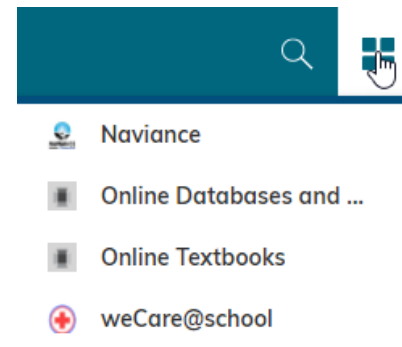 Naviance
Online Databases and ...
Online Textbooks
weCare@school